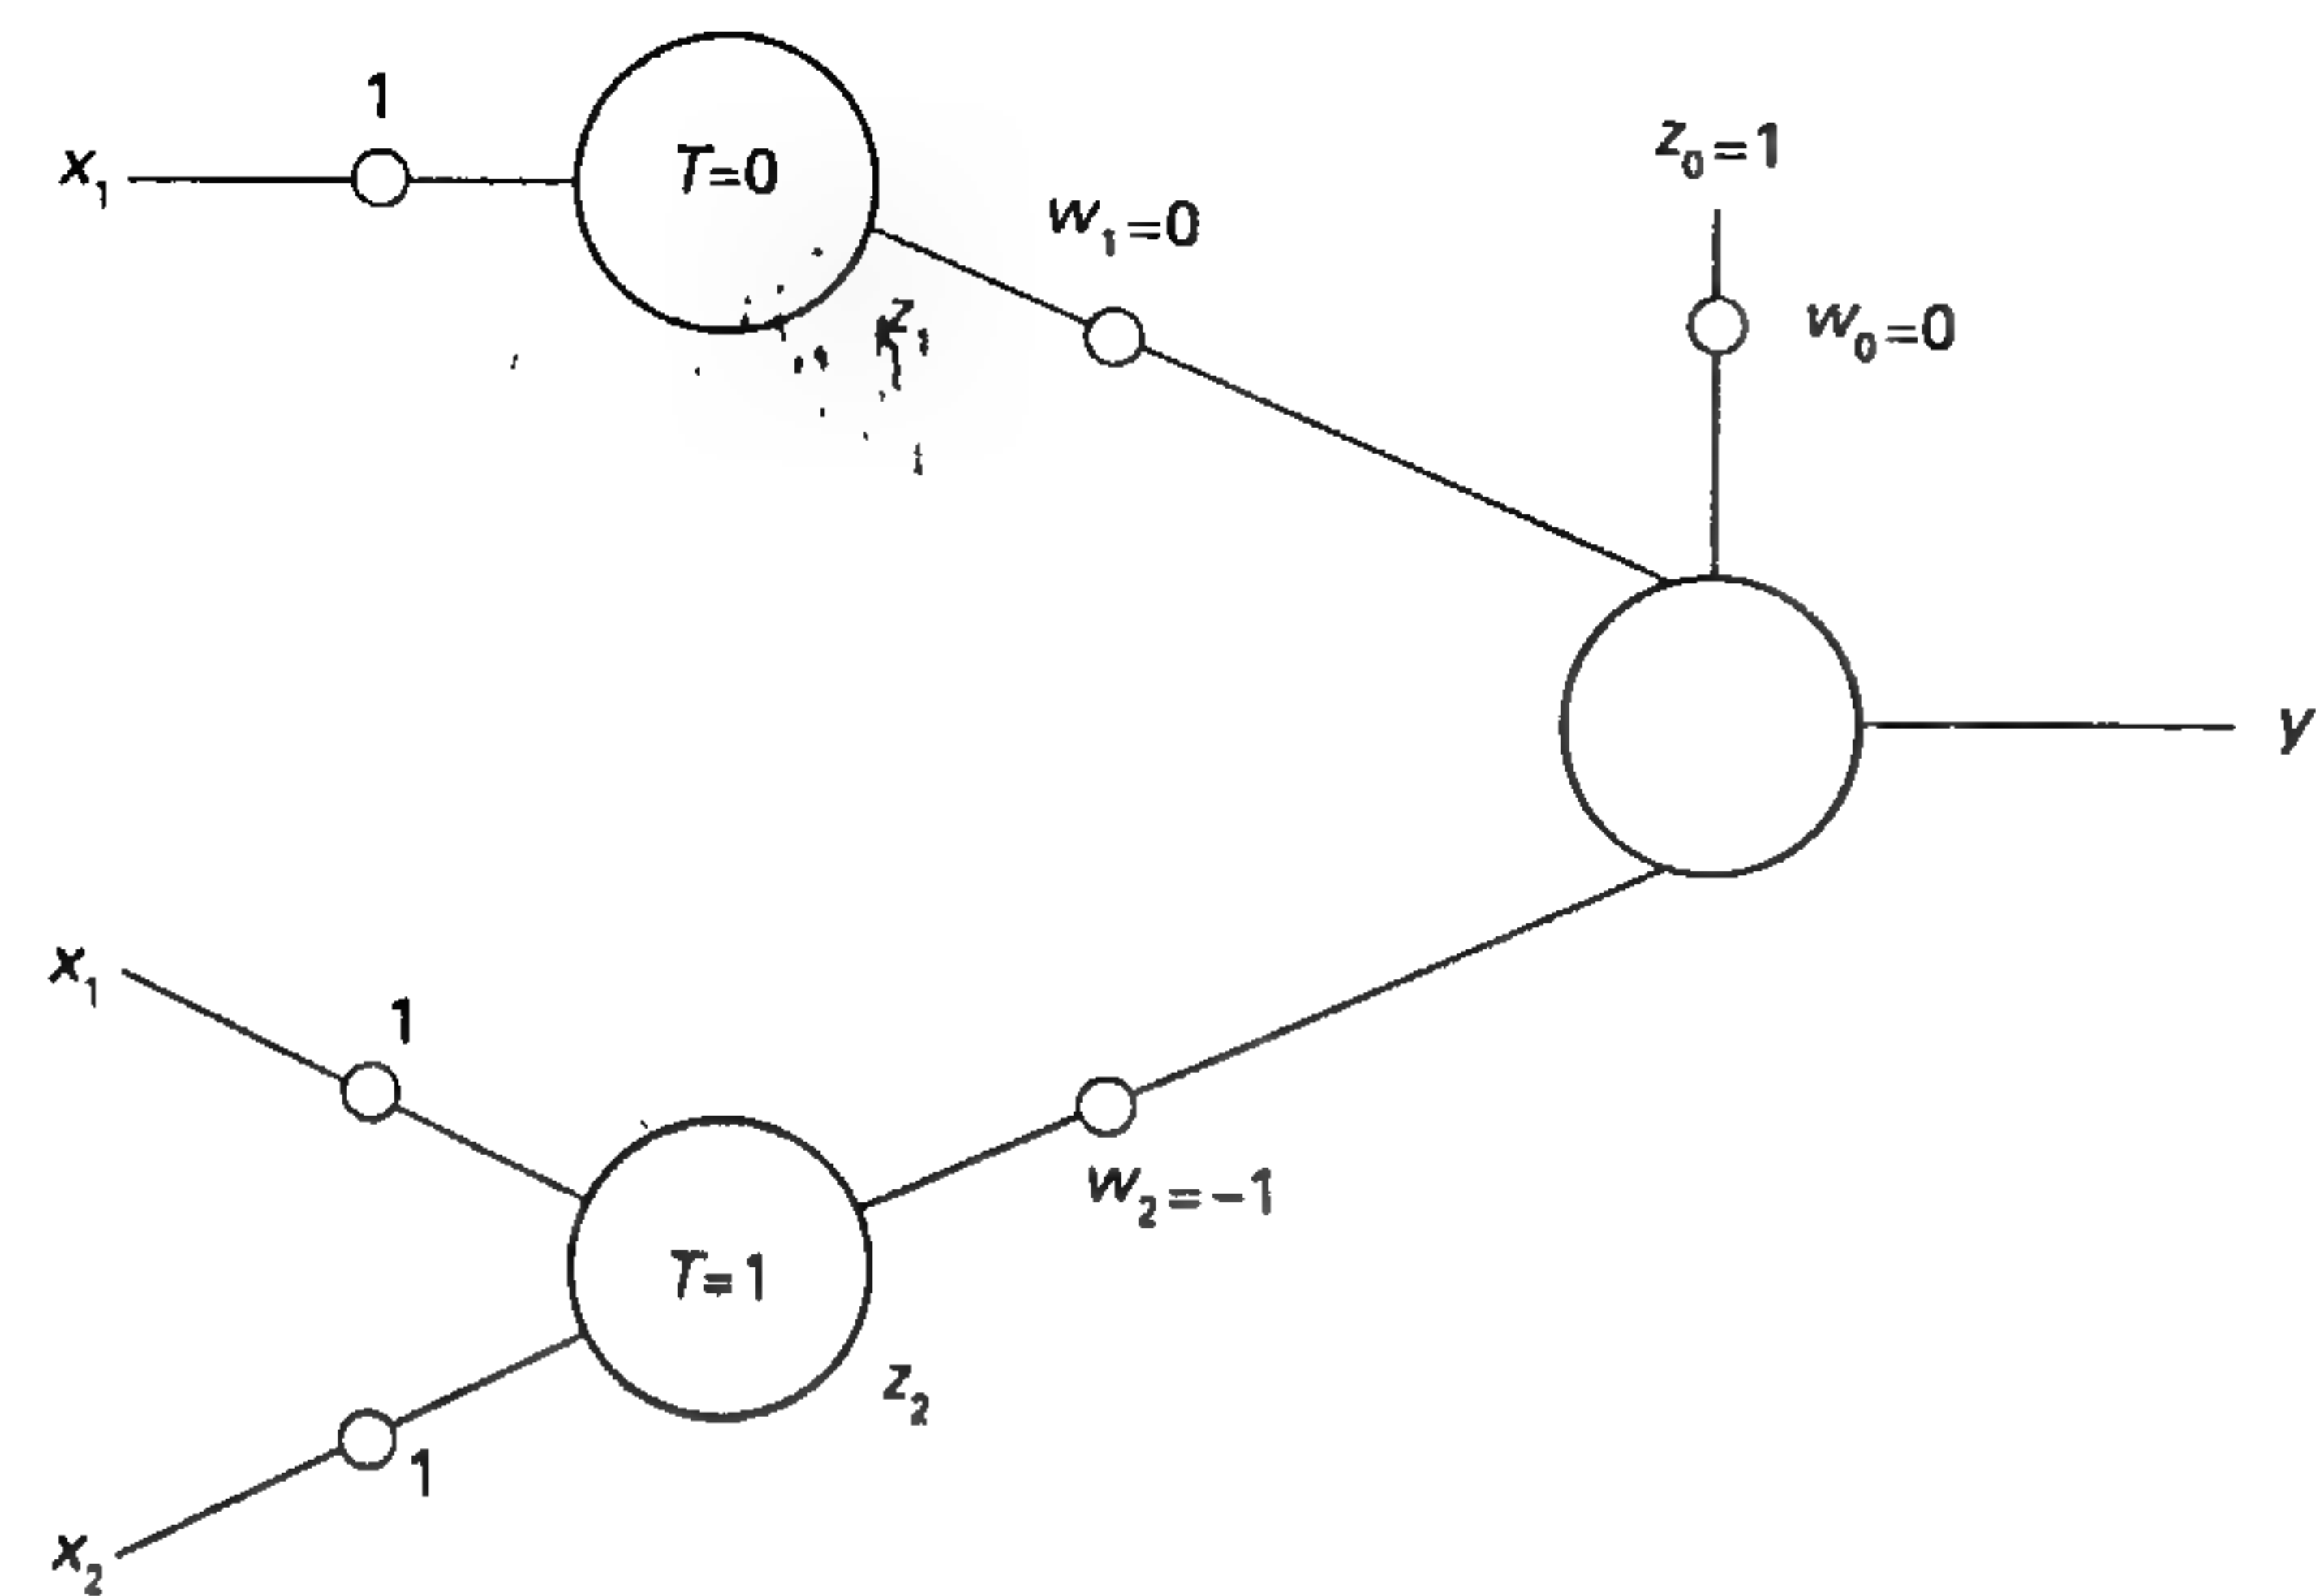 1
x₁
T=0
w₁=0
z₀=1
w₀=0
z₁
y
x₁
1
T=1
w₂=−1
z₂
1
x₂